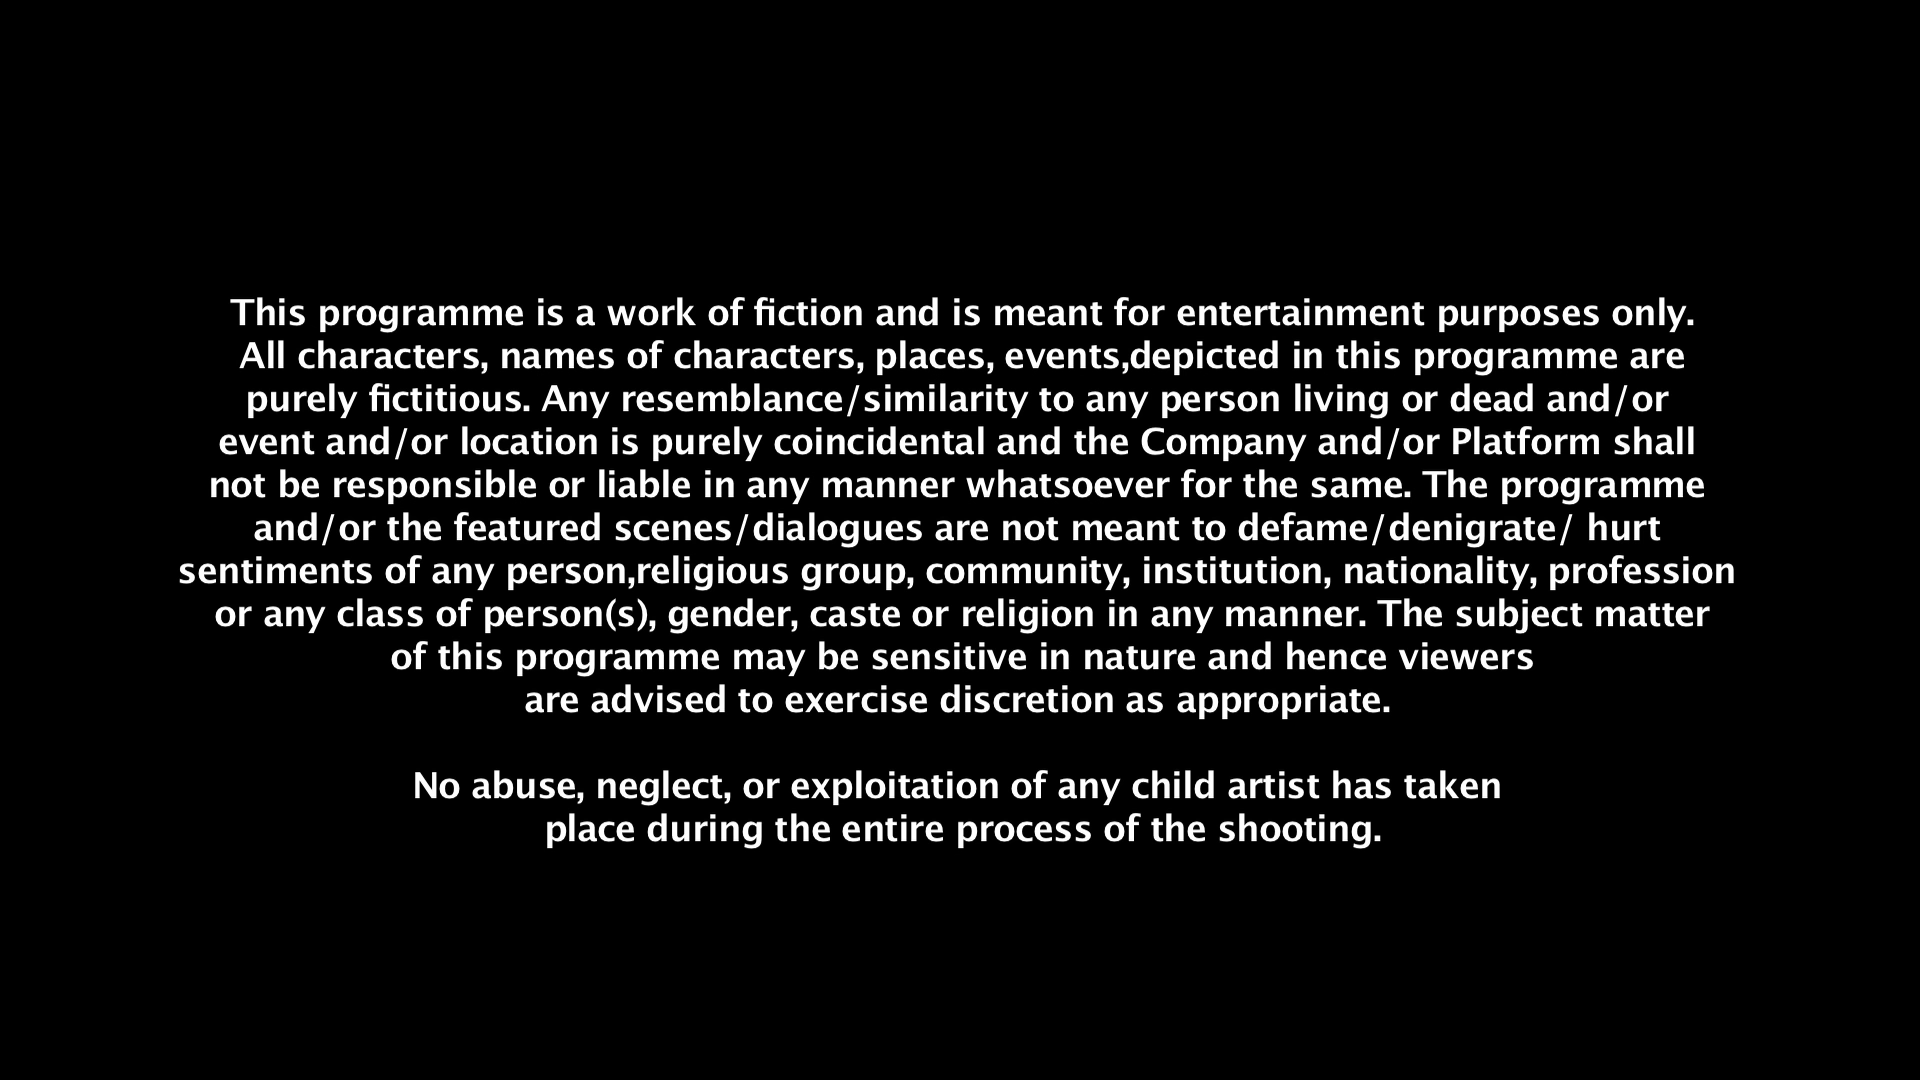 This programme is a work of fiction and is meant for entertainment purposes only.
All characters, names of characters, places, events,depicted in this programme are
purely fictitious. Any resemblance/similarity to any person living or dead and/or
event and/or location is purely coincidental and the Company and/or Platform shall
not be responsible or liable in any manner whatsoever for the same. The programme
and/or the featured scenes/dialogues are not meant to defame/denigrate/ hurt
sentiments of any person,religious group, community, institution, nationality, profession
or any class of person(s), gender, caste or religion in any manner. The subject matter
of this programme may be sensitive in nature and hence viewers
are advised to exercise discretion as appropriate.
No abuse, neglect, or exploitation of any child artist has taken
place during the entire process of the shooting.